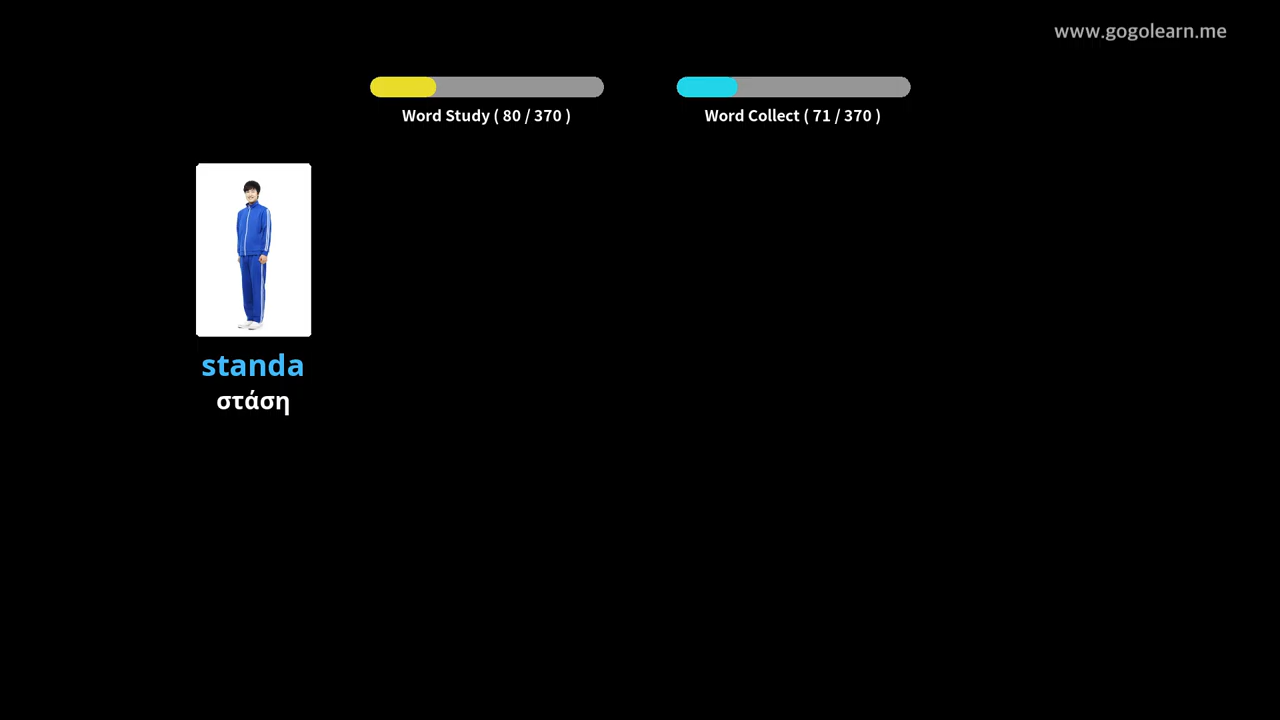 www.gogolearn.me
Word Study ( 80 / 370 )
Word Collect ( 71 / 370 )
standa
στάση